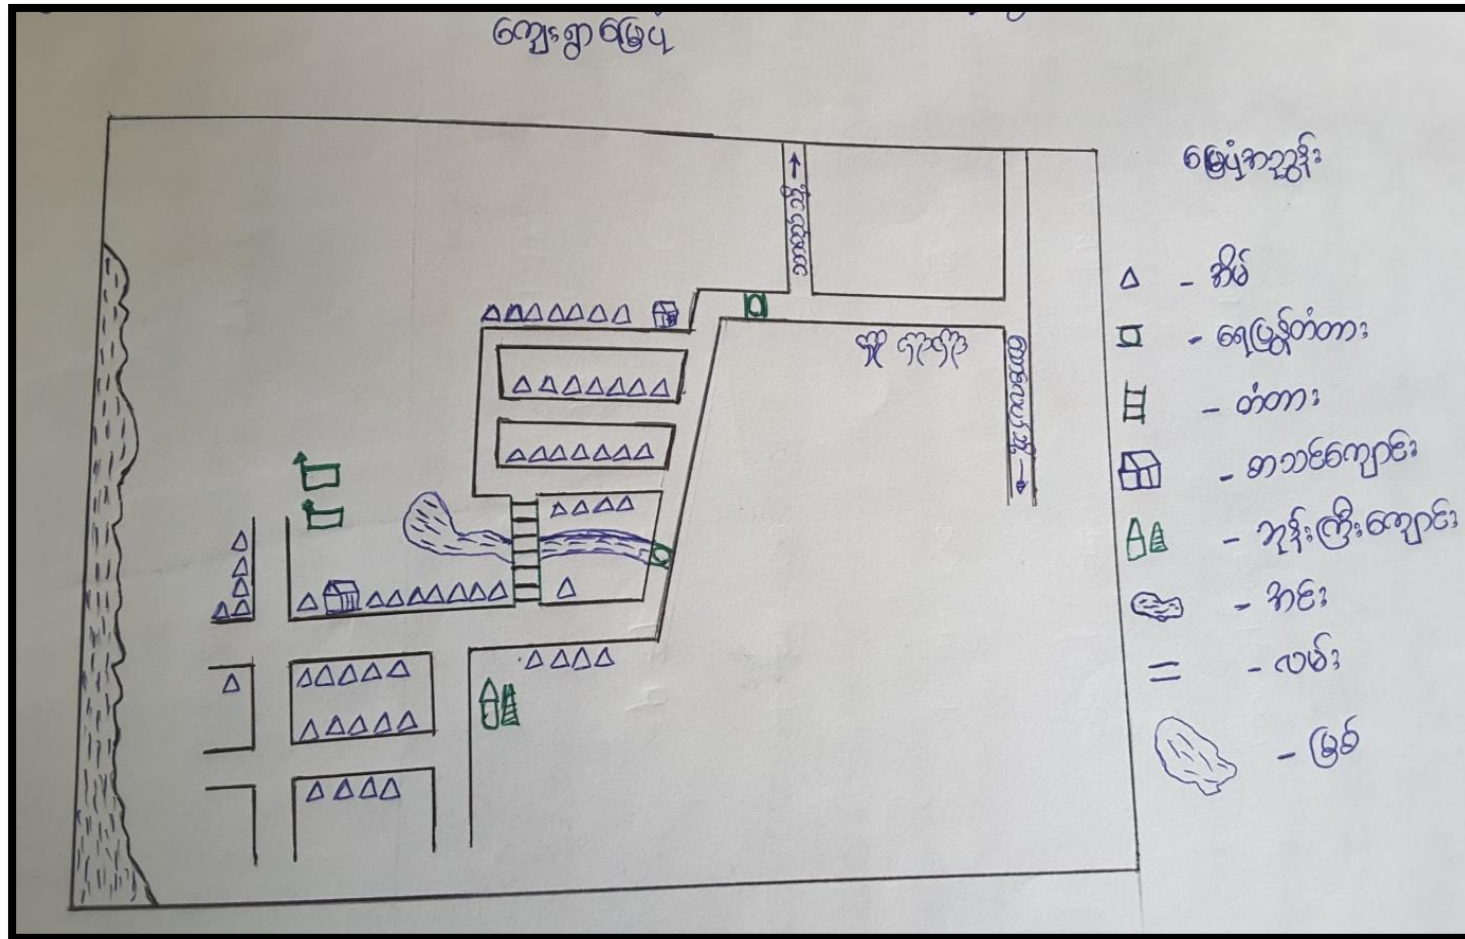 ကျေးရွာမြေပုံ
မြေပုံအညွှန်း
- အိမ်
- ရေပြွန်တံတား
- တံတား
- စာသင်ကျောင်း
- ဘုန်းကြီးကျောင်း
- အင်း
- လမ်း
- မြစ်